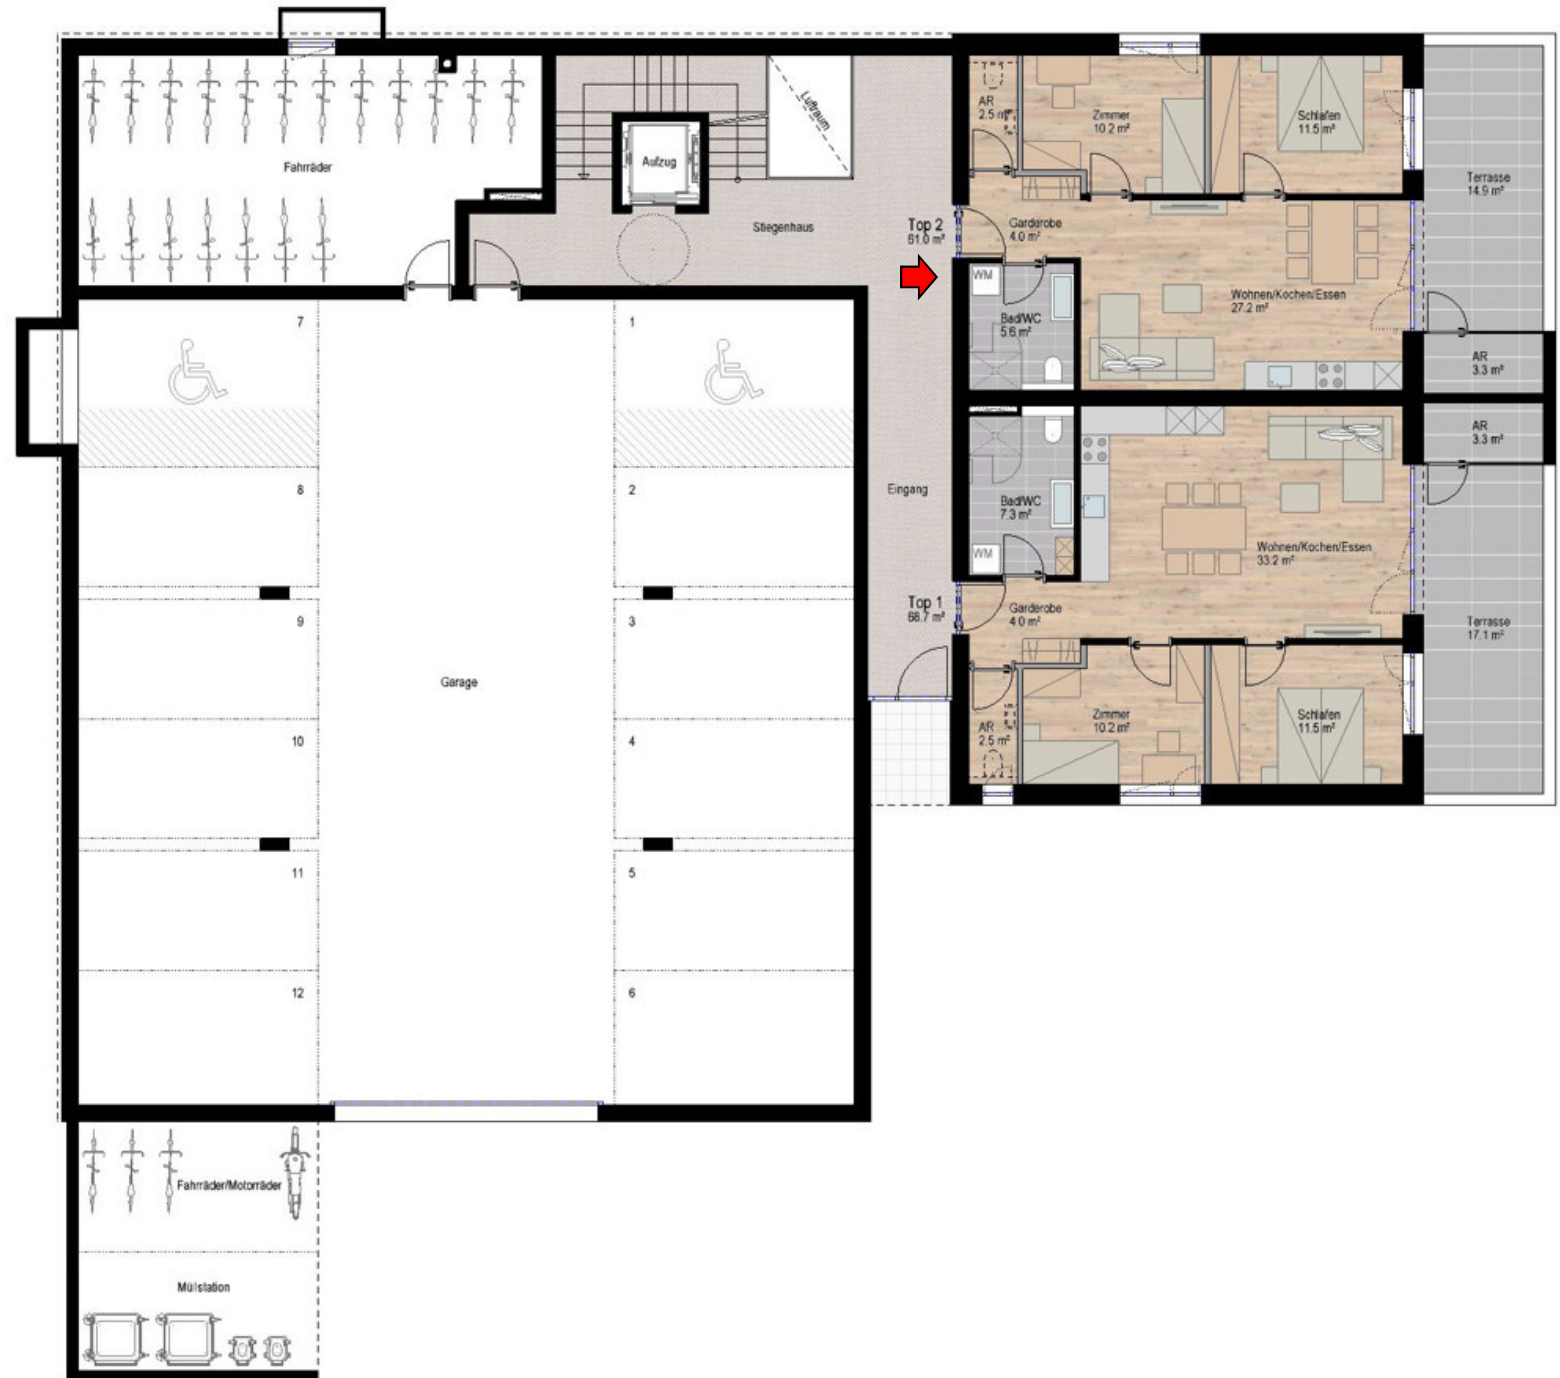 Fahrräder
Aufzug
Luftraum
Stiegenhaus
AR
2.5 m²
Zimmer
10.2 m²
Schlafen
11.5 m²
Terrasse
14.9 m²
Top 2
61.0 m²
Garderobe
4.0 m²
WM
Bad/WC
5.6 m²
Wohnen/Kochen/Essen
27.2 m²
AR
3.3 m²
AR
3.3 m²
7
1
8
2
Eingang
Bad/WC
7.3 m²
WM
Wohnen/Kochen/Essen
33.2 m²
Top 1
68.7 m²
Garderobe
4.0 m²
Terrasse
17.1 m²
9
3
Garage
10
4
AR
2.5 m²
Zimmer
10.2 m²
Schlafen
11.5 m²
11
5
12
6
Fahrräder/Motorräder
Müllstation